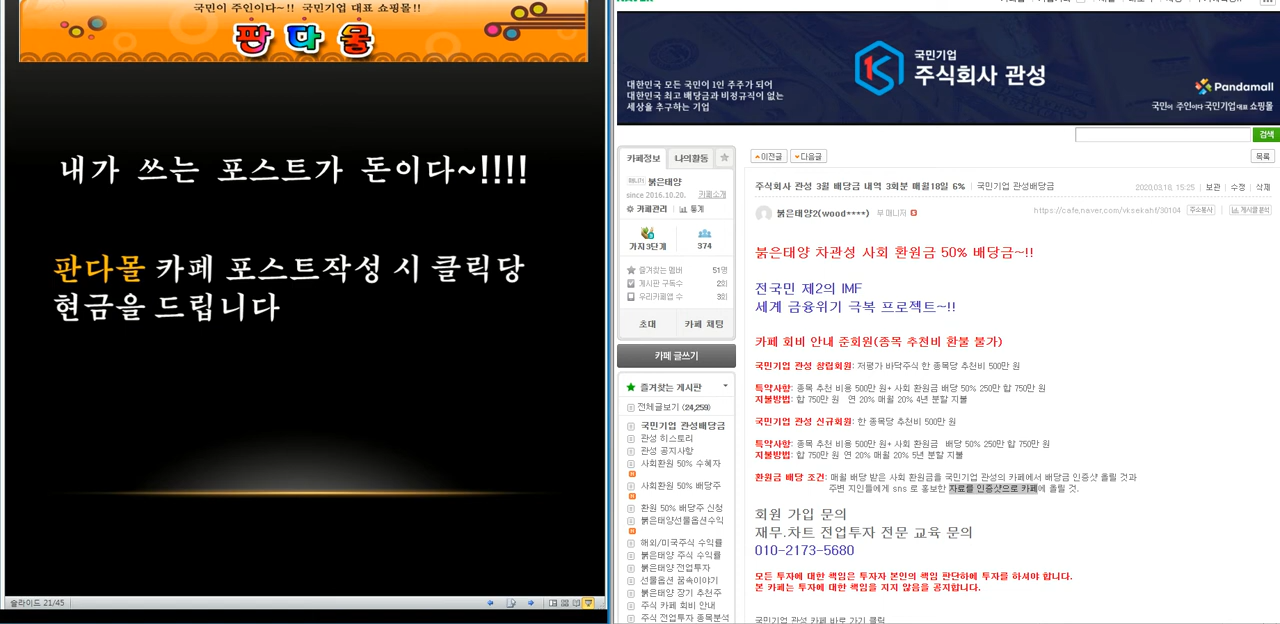 국민이 주인이다~!! 국민기업 대표 쇼핑몰!!
판다몰
내가 쓰는 포스트가 돈이다~!!!!
판다몰 카페 포스트작성 시 클릭당
현금을 드립니다
슬라이드 21/45
국민기업
주식회사 관성
대한민국 모든 국민이 1인 주주가 되어
대한민국 최고 배당금과 비정규직이 없는
세상을 추구하는 기업
Pandamall
국민이 주인이다 국민기업 대표 쇼핑몰
검색
카페정보 나의활동
매니저 붉은태양
since 2016.10.20. 카페소개
카페관리 통계
가지3단계 374
즐겨찾는 멤버 51명
게시판 구독수 2회
우리카페앱 수 3회
초대 카페 채팅
카페 글쓰기
즐겨찾는 게시판
전체글보기 (24,259)
국민기업 관성배당금
관성 히스토리
관성 공지사항
사회환원 50% 수혜자
사회환원 50% 배당주
환원 50% 배당주 신청
붉은태양선물옵션수익
해외/미국주식 수익률
붉은태양 주식 수익률
붉은태양 전업투자
선물옵션 꿈속이야기
붉은태양 장기 추천주
주식 카페 회비 안내
주식 전업투자 종목분석
이전글 다음글 목록
주식회사 관성 3월 배당금 내역 3회분 매월18일 6% 국민기업 관성배당금 2020.03.18. 15:25 보관 수정 삭제
붉은태양2(wood****) 부매니저 https://cafe.naver.com/vksekahf/30104 주소복사 게시글 분석
붉은태양 차관성 사회 환원금 50% 배당금~!!
전국민 제2의 IMF
세계 금융위기 극복 프로젝트~!!
카페 회비 안내 준회원(종목 추천비 환불 불가)
국민기업 관성 창립회원: 저평가 바닥주식 한 종목당 추천비 500만 원
특약사항: 종목 추천 비용 500만 원+ 사회 환원금 배당 50% 250만 합 750만 원
지불방법: 합 750만 원 연 20% 매월 20% 4년 분할 지불
국민기업 관성 신규회원: 한 종목당 추천비 500만 원
특약사항: 종목 추천 비용 500만 원+ 사회 환원금 배당 50% 250만 합 750만 원
지불방법: 합 750만 원 연 20% 매월 20% 5년 분할 지불
환원금 배당 조건: 매월 배당 받은 사회 환원금을 국민기업 관성의 카페에서 배당금 인증샷 올릴 것과
주변 지인들에게 sns 로 홍보한 자료를 인증샷으로 카페에 올릴 것.
회원 가입 문의
재무.차트 전업투자 전문 교육 문의
010-2173-5680
모든 투자에 대한 책임은 투자자 본인의 책임 판단하에 투자를 하셔야 합니다.
본 카페는 투자에 대한 책임을 지지 않음을 공지합니다.
국민기업 관성 카페 바로 가기 클릭